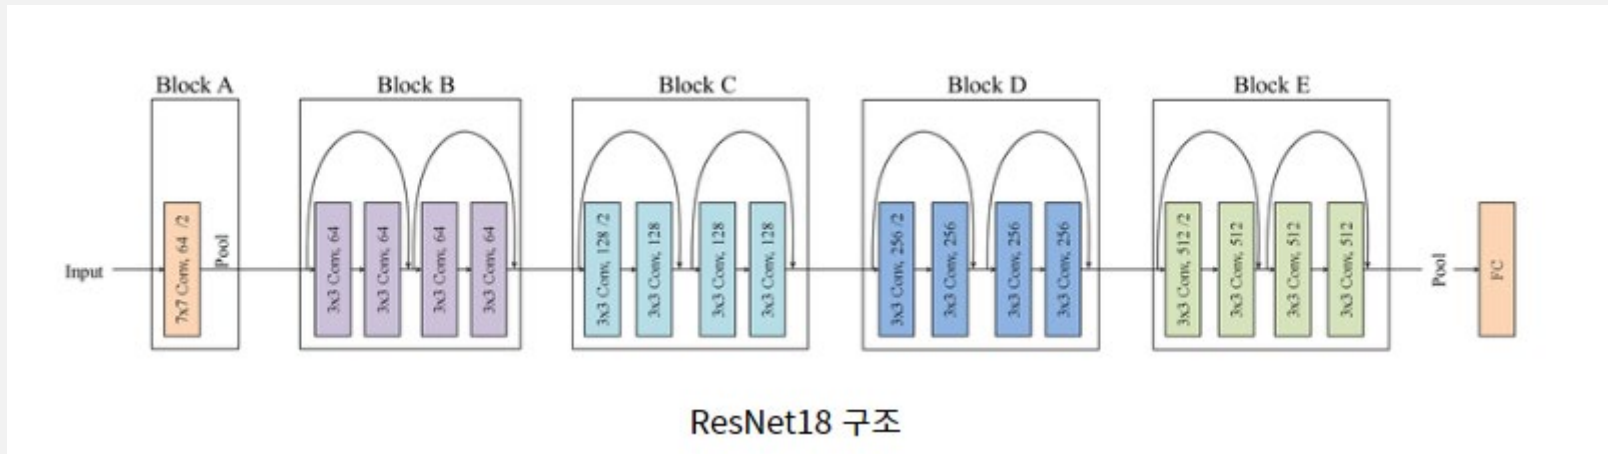 Block A
Block B
Block C
Block D
Block E
Input
7x7 Conv, 64 /2
Pool
3x3 Conv, 64
3x3 Conv, 64
3x3 Conv, 64
3x3 Conv, 64
3x3 Conv, 128 /2
3x3 Conv, 128
3x3 Conv, 128
3x3 Conv, 128
3x3 Conv, 256 /2
3x3 Conv, 256
3x3 Conv, 256
3x3 Conv, 256
3x3 Conv, 512 /2
3x3 Conv, 512
3x3 Conv, 512
3x3 Conv, 512
Pool
FC
ResNet18 구조